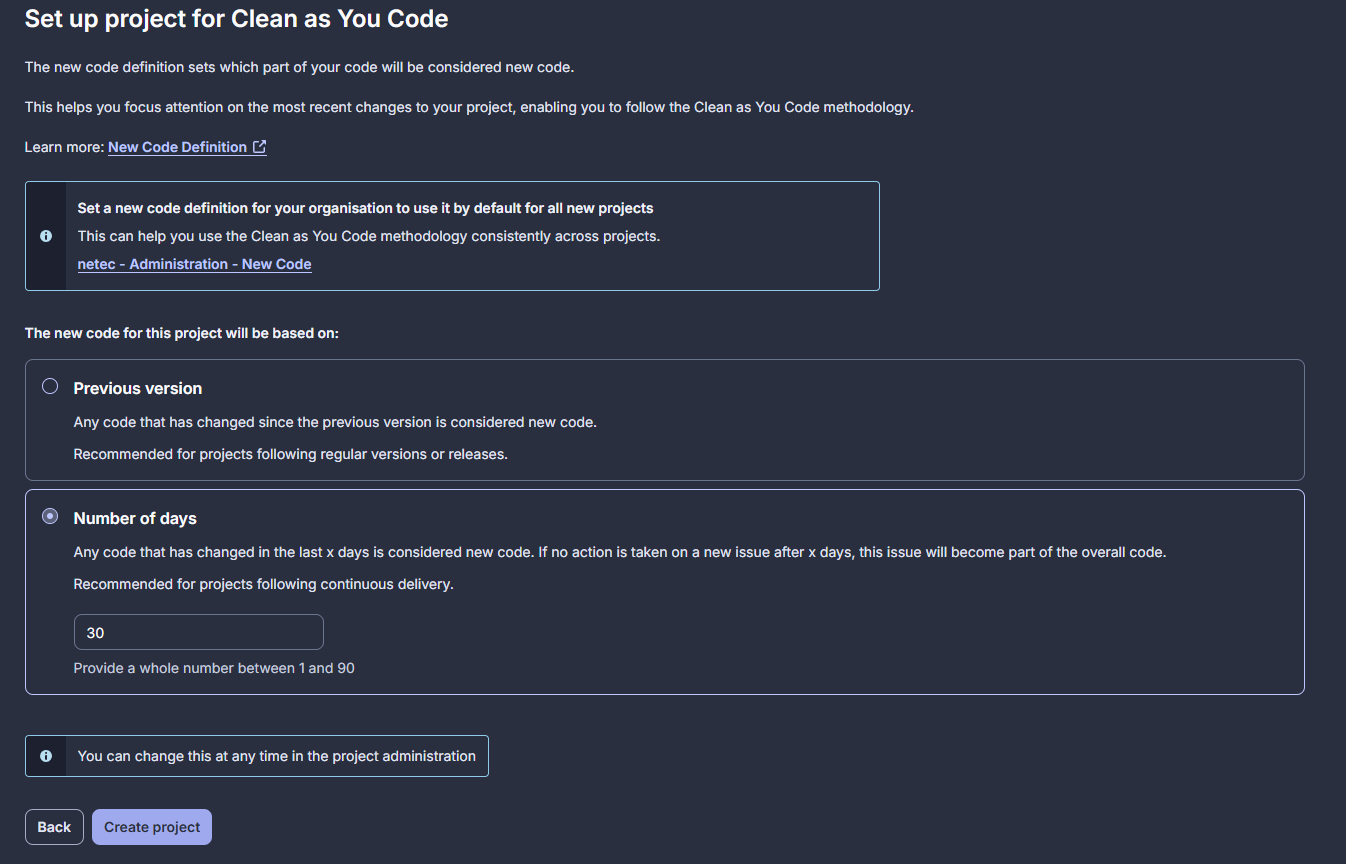 Set up project for Clean as You Code
The new code definition sets which part of your code will be considered new code.
This helps you focus attention on the most recent changes to your project, enabling you to follow the Clean as You Code methodology.
Learn more: New Code Definition
Set a new code definition for your organisation to use it by default for all new projects
This can help you use the Clean as You Code methodology consistently across projects.
netec - Administration - New Code
The new code for this project will be based on:
Previous version
Any code that has changed since the previous version is considered new code.
Recommended for projects following regular versions or releases.
Number of days
Any code that has changed in the last x days is considered new code. If no action is taken on a new issue after x days, this issue will become part of the overall code.
Recommended for projects following continuous delivery.
30
Provide a whole number between 1 and 90
You can change this at any time in the project administration
Back Create project